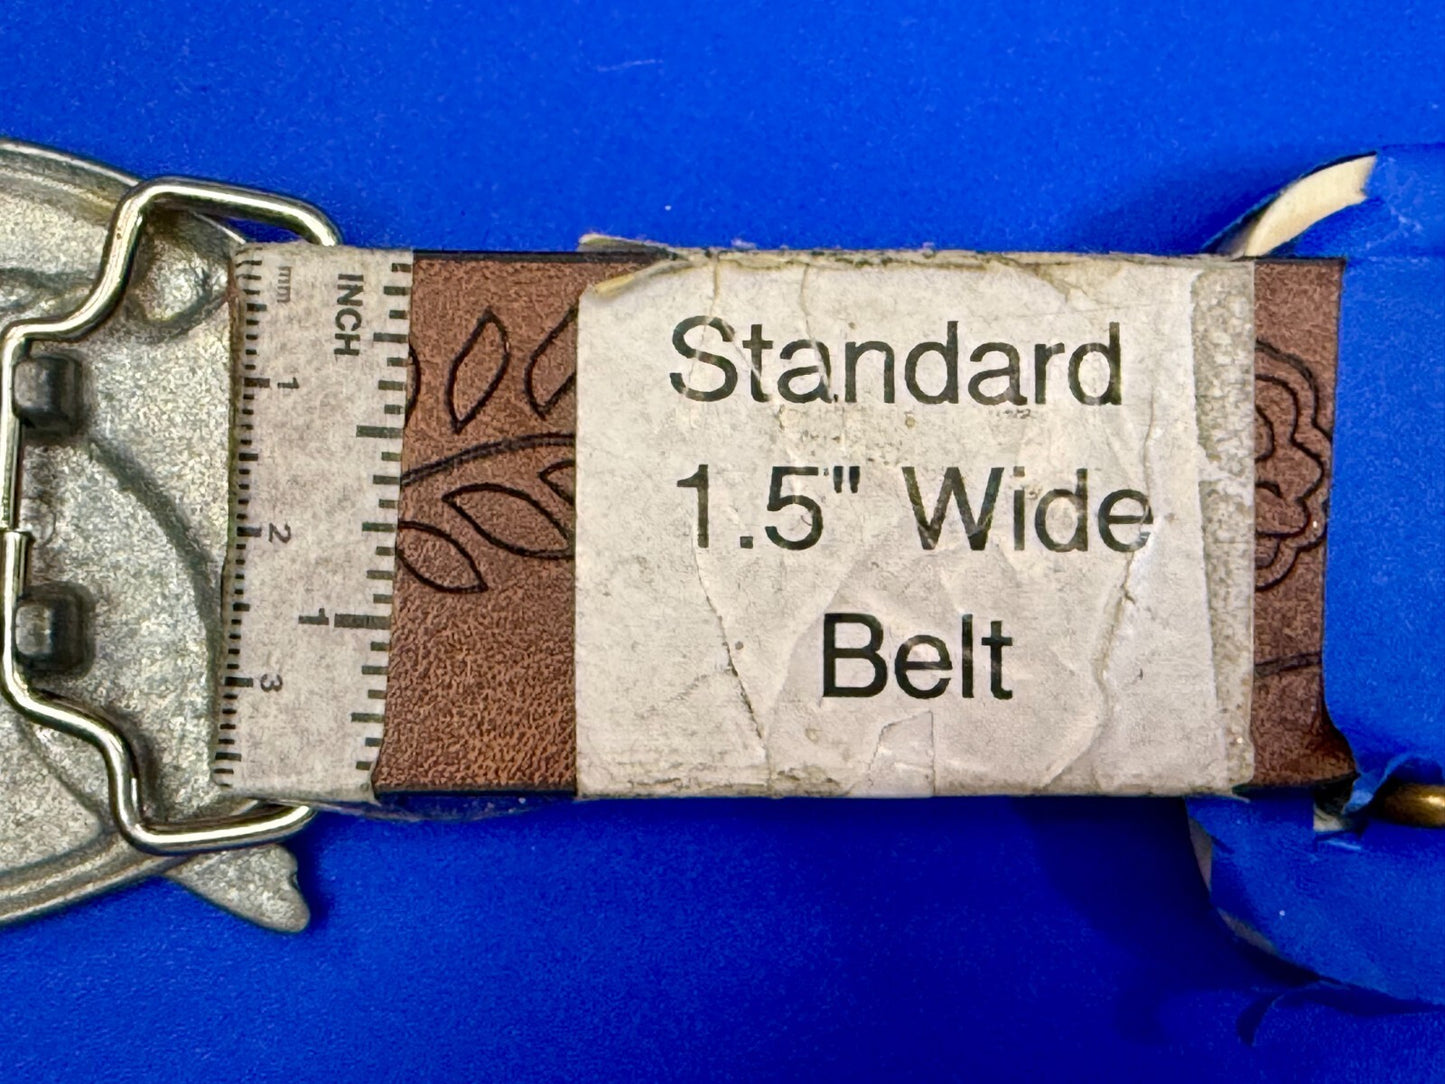 mm
INCH
1
2
1
3
Standard
1.5" Wide
Belt